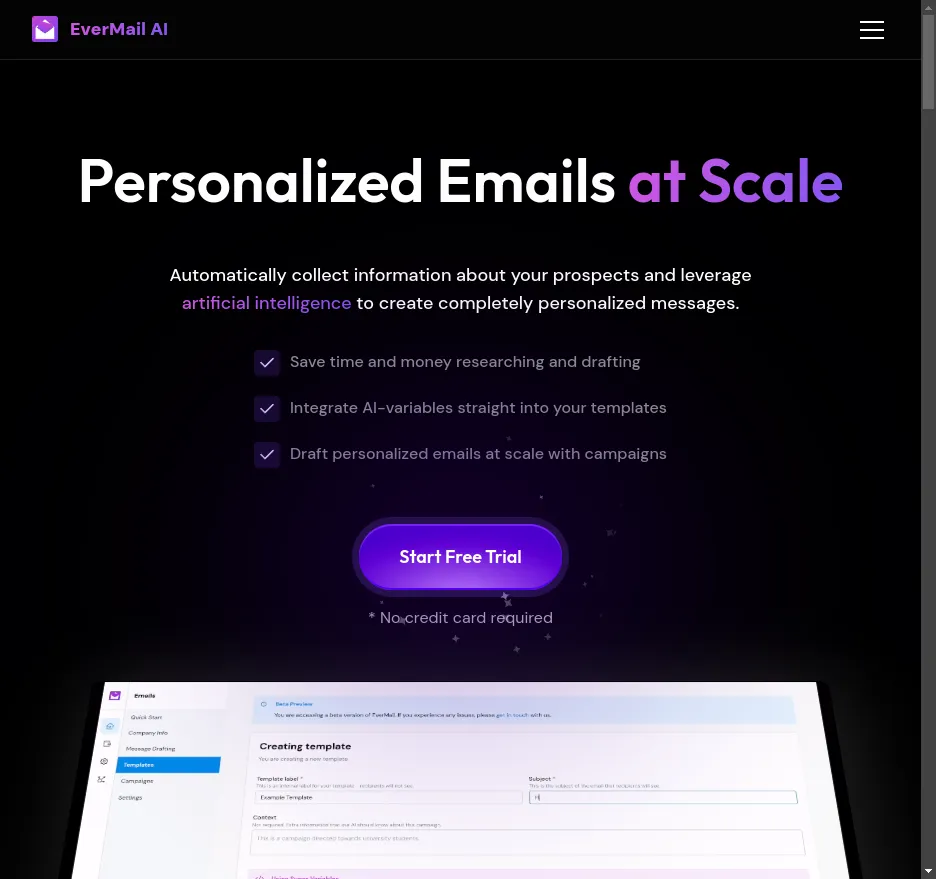 EverMail AI
Personalized Emails at Scale
Automatically collect information about your prospects and leverage
artificial intelligence to create completely personalized messages.
Save time and money researching and drafting
Integrate AI-variables straight into your templates
Draft personalized emails at scale with campaigns
Start Free Trial
* No credit card required
Emails
Beta Preview
You are accessing a beta version of EverMail. If you experience any issues, please get in touch with us.
Quick Start
Company Info
Message Drafting
Templates
Campaigns
Settings
Creating template
You are creating a new template
Template label *
This is an internal label for your template - recipients will not see.
Example Template
Subject *
This is the subject of the email that recipients will see.
Context
Not required. Extra information that our AI should know about this campaign.
This is a campaign directed towards university students.